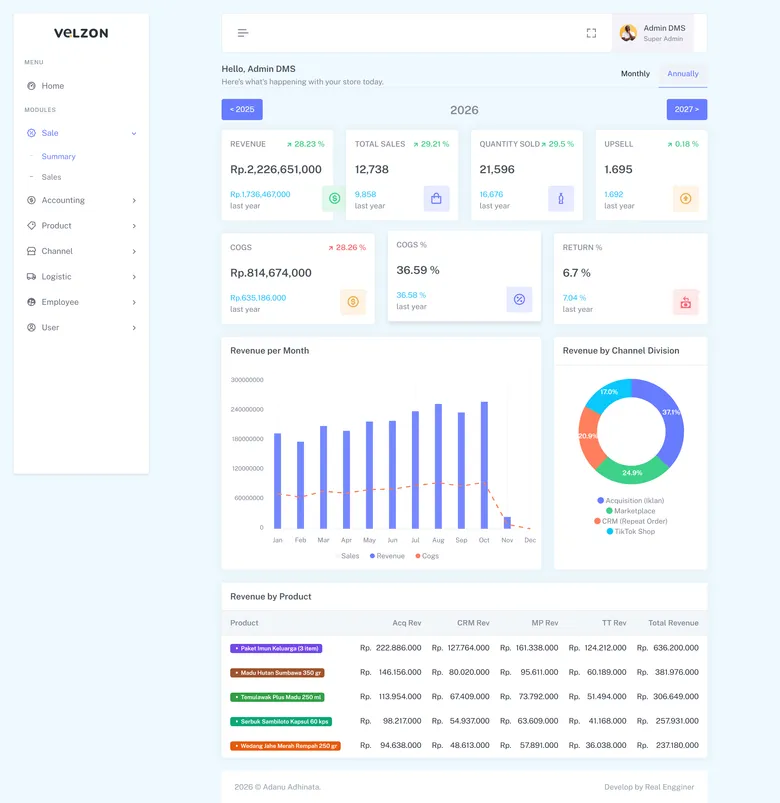 VELZON
MENU
Home
MODULES
Sale
Summary
Sales
Accounting
Product
Channel
Logistic
Employee
User
Admin DMS
Super Admin
Hello, Admin DMS
Here's what's happening with your store today.
Monthly
Annually
< 2025
2026
2027 >
REVENUE 28.23 %
Rp.2,226,651,000
Rp.1,736,467,000
last year
TOTAL SALES 29.21 %
12,738
9,858
last year
QUANTITY SOLD 29.5 %
21,596
16,676
last year
UPSELL 0.18 %
1.695
1.692
last year
COGS 28.26 %
Rp.814,674,000
Rp.635,186,000
last year
COGS %
36.59 %
36.58 %
last year
RETURN %
6.7 %
7.04 %
last year
Revenue per Month
300000000
240000000
180000000
120000000
60000000
0
Jan Feb Mar Apr May Jun Jul Aug Sep Oct Nov Dec
Sales Revenue Cogs
Revenue by Channel Division
17.0%
37.1%
20.9%
24.9%
Acquisition (Iklan)
Marketplace
CRM (Repeat Order)
TikTok Shop
Revenue by Product
Product Acq Rev CRM Rev MP Rev TT Rev Total Revenue
Paket Imun Keluarga (3 item) Rp. 222.886.000 Rp. 127.764.000 Rp. 161.338.000 Rp. 124.212.000 Rp. 636.200.000
Madu Hutan Sumbawa 350 gr Rp. 146.156.000 Rp. 80.020.000 Rp. 95.611.000 Rp. 60.189.000 Rp. 381.976.000
Temulawak Plus Madu 250 ml Rp. 113.954.000 Rp. 67.409.000 Rp. 73.792.000 Rp. 51.494.000 Rp. 306.649.000
Serbuk Sambiloto Kapsul 60 kps Rp. 98.217.000 Rp. 54.937.000 Rp. 63.609.000 Rp. 41.168.000 Rp. 257.931.000
Wedang Jahe Merah Rempah 250 gr Rp. 94.638.000 Rp. 48.613.000 Rp. 57.891.000 Rp. 36.038.000 Rp. 237.180.000
2026 © Adanu Adhinata.
Develop by Real Engginer